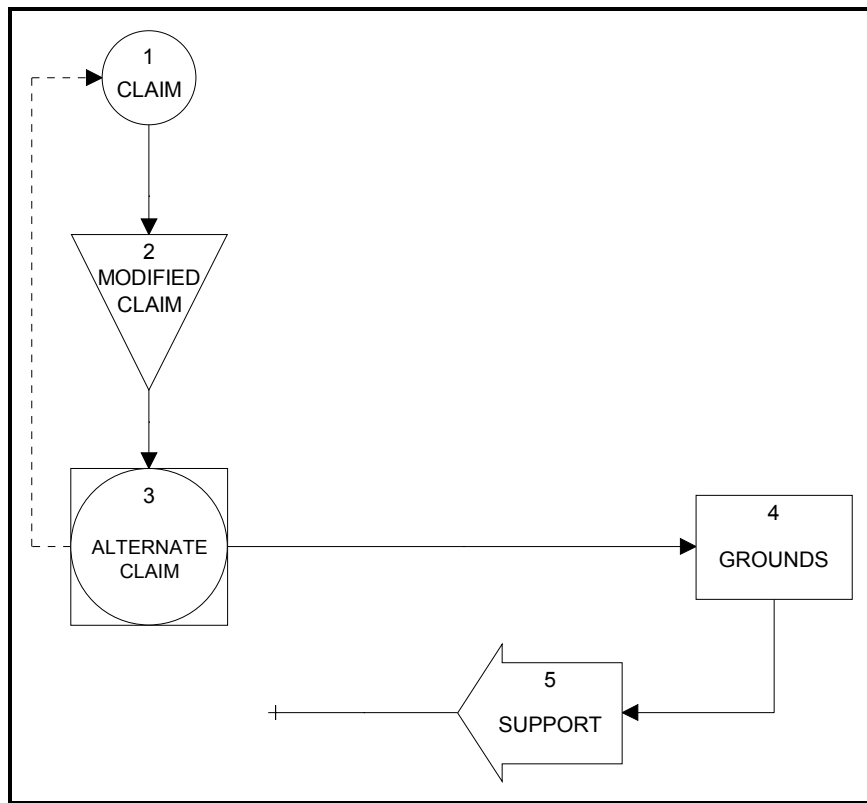 1
CLAIM
2
MODIFIED
CLAIM
3
ALTERNATE
CLAIM
4
GROUNDS
5
SUPPORT